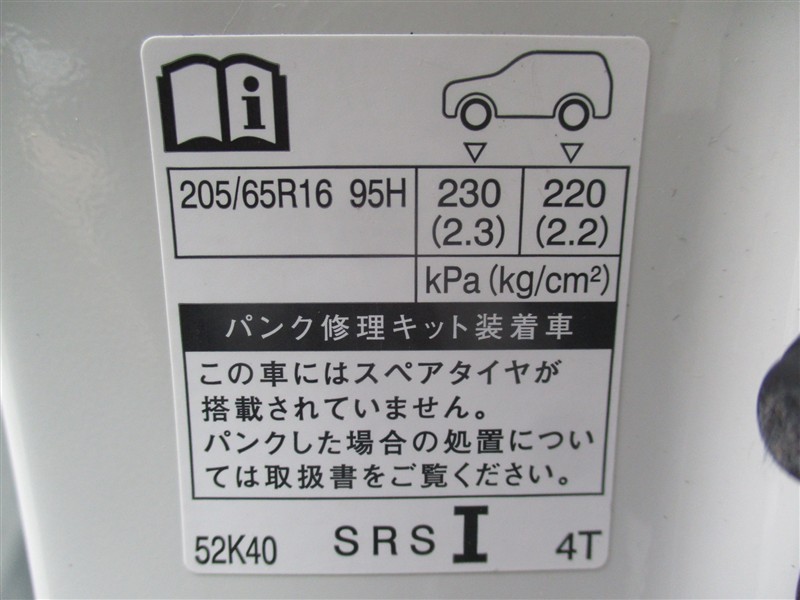 205/65R16 95H 230 220
(2.3) (2.2)
kPa (kg/cm²)
パンク修理キット装着車
この車にはスペアタイヤが
搭載されていません。
パンクした場合の処置につい
ては取扱書をご覧ください。
52K40 SRS I 4T